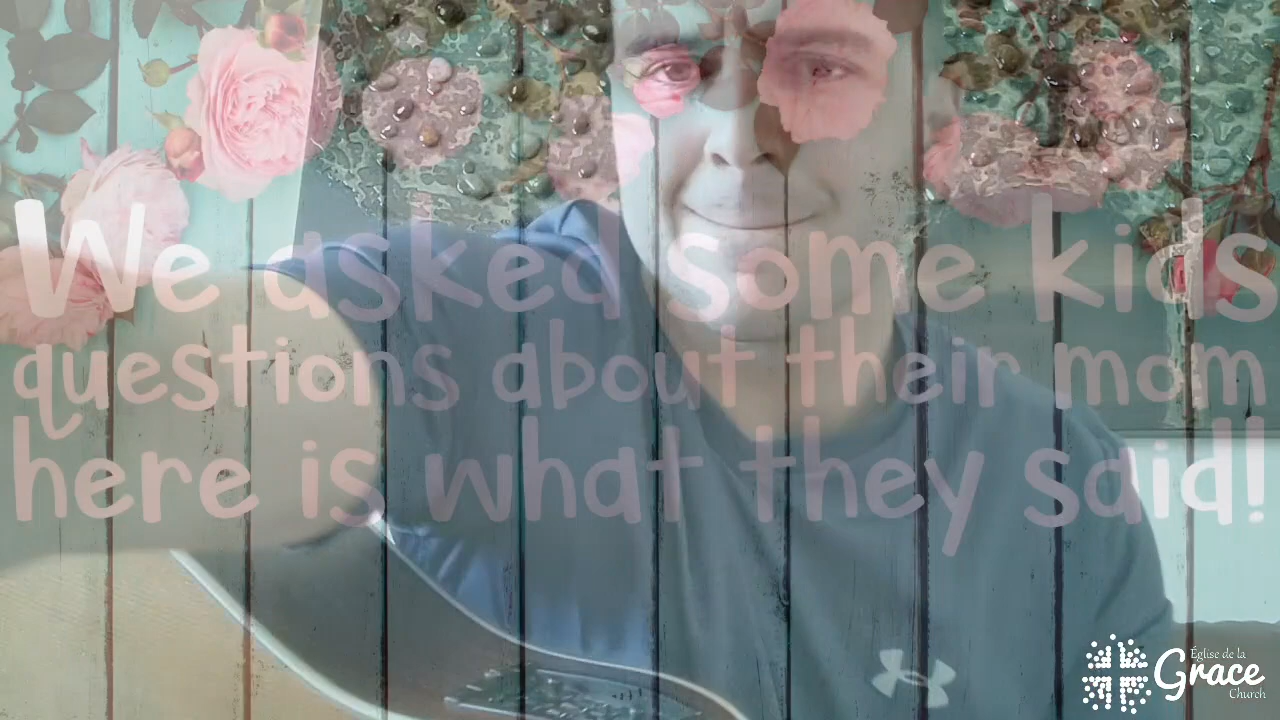 We asked some kids
questions about their mom
here is what they said!
Église de la
Grace
Church